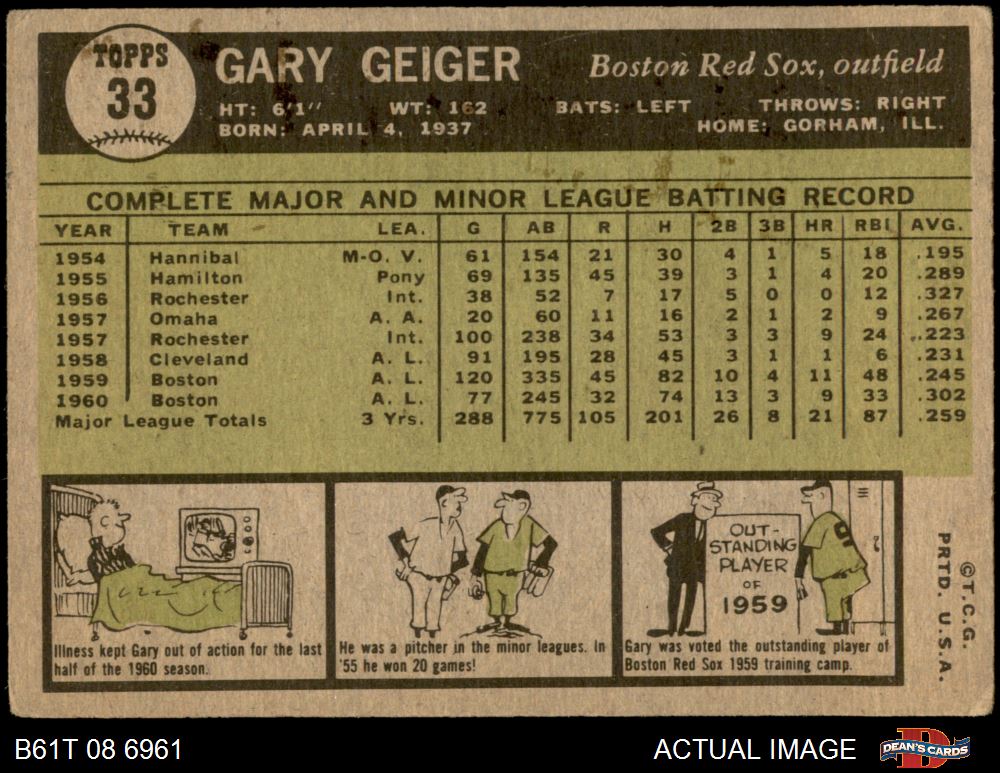 TOPPS
33
GARY GEIGER
Boston Red Sox, outfield
HT: 6'1" WT: 162 BATS: LEFT THROWS: RIGHT
BORN: APRIL 4, 1937 HOME: GORHAM, ILL.
COMPLETE MAJOR AND MINOR LEAGUE BATTING RECORD
YEAR TEAM LEA. G AB R H 2B 3B HR RBI AVG.
1954 Hannibal M-O. V. 61 154 21 30 4 1 5 18 .195
1955 Hamilton Pony 69 135 45 39 3 1 4 20 .289
1956 Rochester Int. 38 52 7 17 5 0 0 12 .327
1957 Omaha A. A. 20 60 11 16 2 1 2 9 .267
1957 Rochester Int. 100 238 34 53 3 3 9 24 .223
1958 Cleveland A. L. 91 195 28 45 3 1 1 6 .231
1959 Boston A. L. 120 335 45 82 10 4 11 48 .245
1960 Boston A. L. 77 245 32 74 13 3 9 33 .302
Major League Totals 3 Yrs. 288 775 105 201 26 8 21 87 .259
Illness kept Gary out of action for the last
half of the 1960 season.
He was a pitcher in the minor leagues. In
'55 he won 20 games!
OUT-
STANDING
PLAYER
OF
1959
Gary was voted the outstanding player of
Boston Red Sox 1959 training camp.
©T.C.G.
PRTD. U.S.A.
B61T 08 6961
ACTUAL IMAGE
DEAN'S CARDS